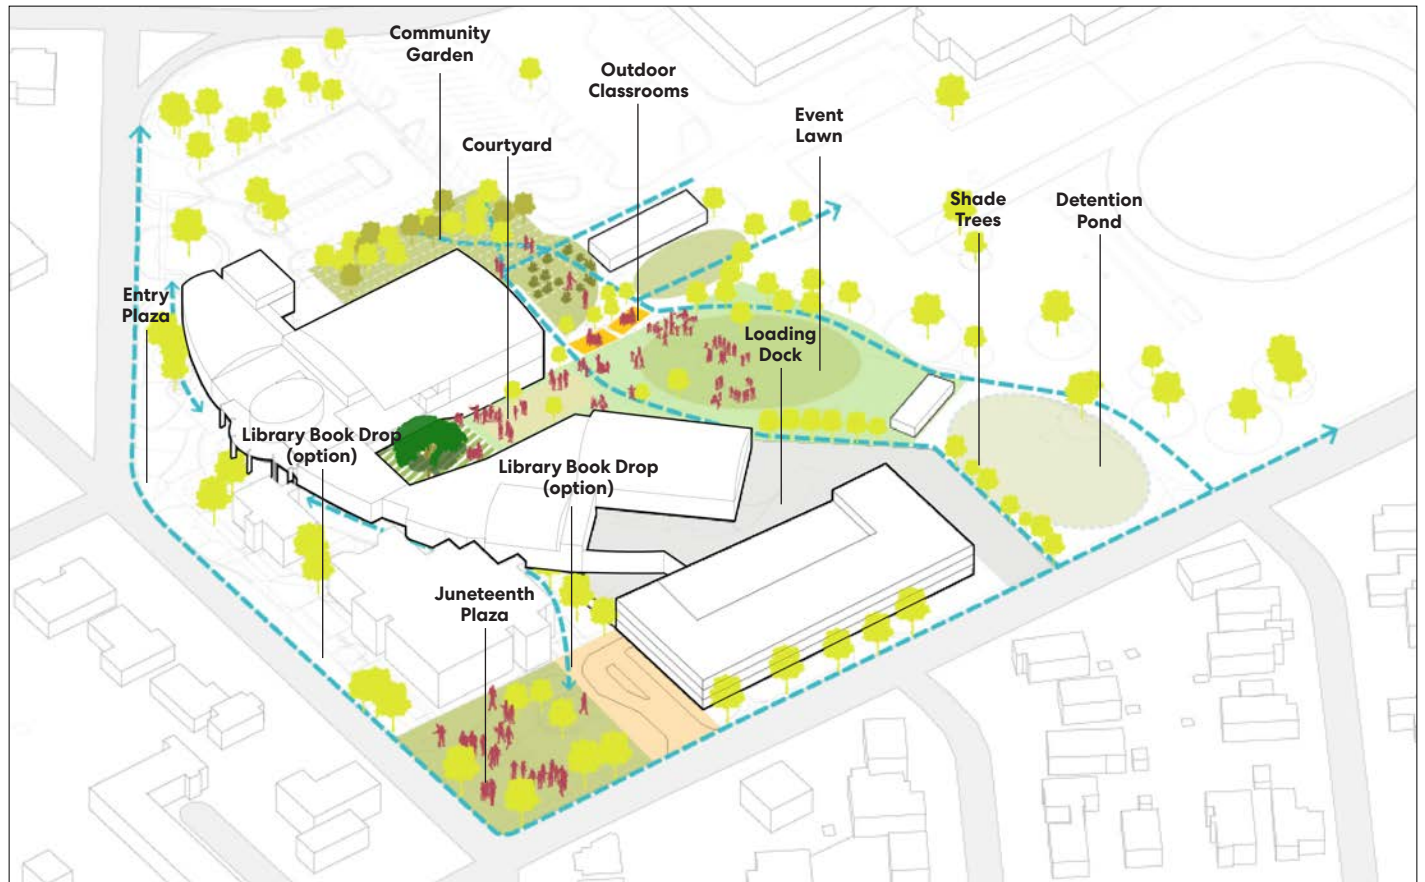 Community
Garden
Outdoor
Classrooms
Event
Lawn
Courtyard
Shade
Trees
Detention
Pond
Entry
Plaza
Loading
Dock
Library Book Drop
(option)
Library Book Drop
(option)
Juneteenth
Plaza